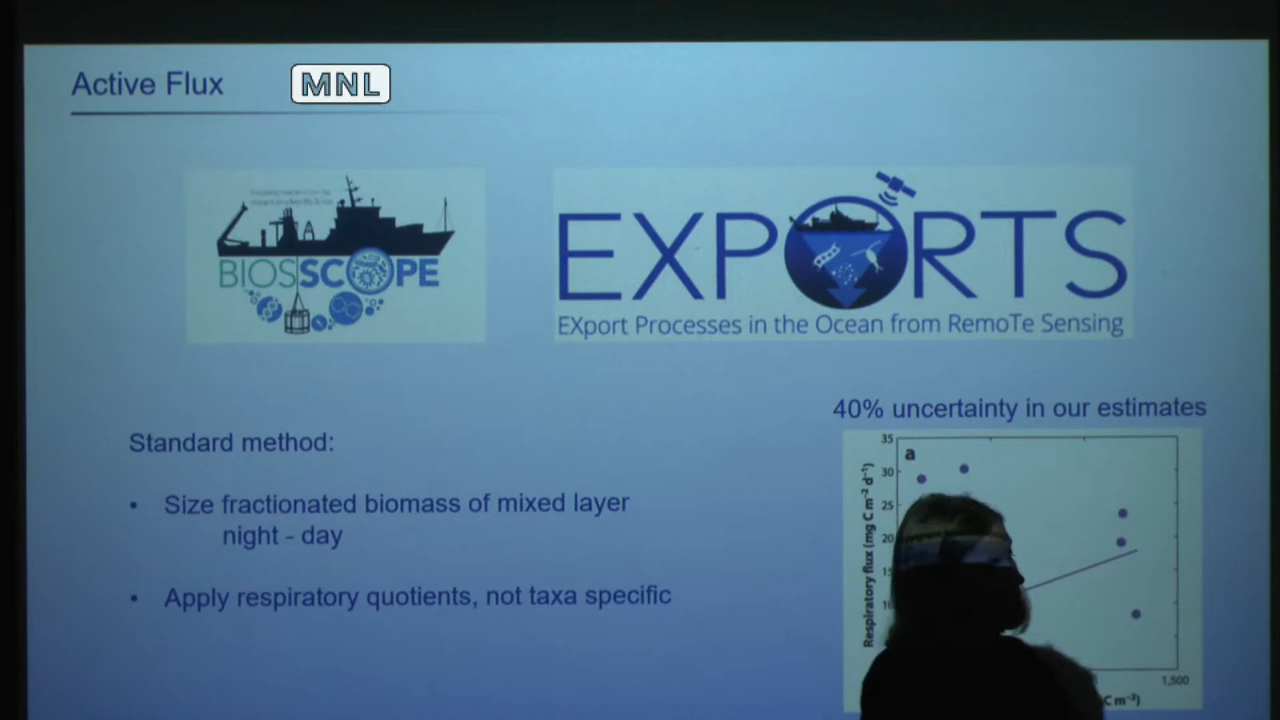 Active Flux MNL
BIOSSCOPE
EXPORTS
EXport Processes in the Ocean from RemoTe Sensing
40% uncertainty in our estimates
Standard method:
• Size fractionated biomass of mixed layer
night - day
• Apply respiratory quotients, not taxa specific
a
Respiratory flux (mg C m⁻² d⁻¹)
35
30
25
20
15
10
1,500
C m⁻²)